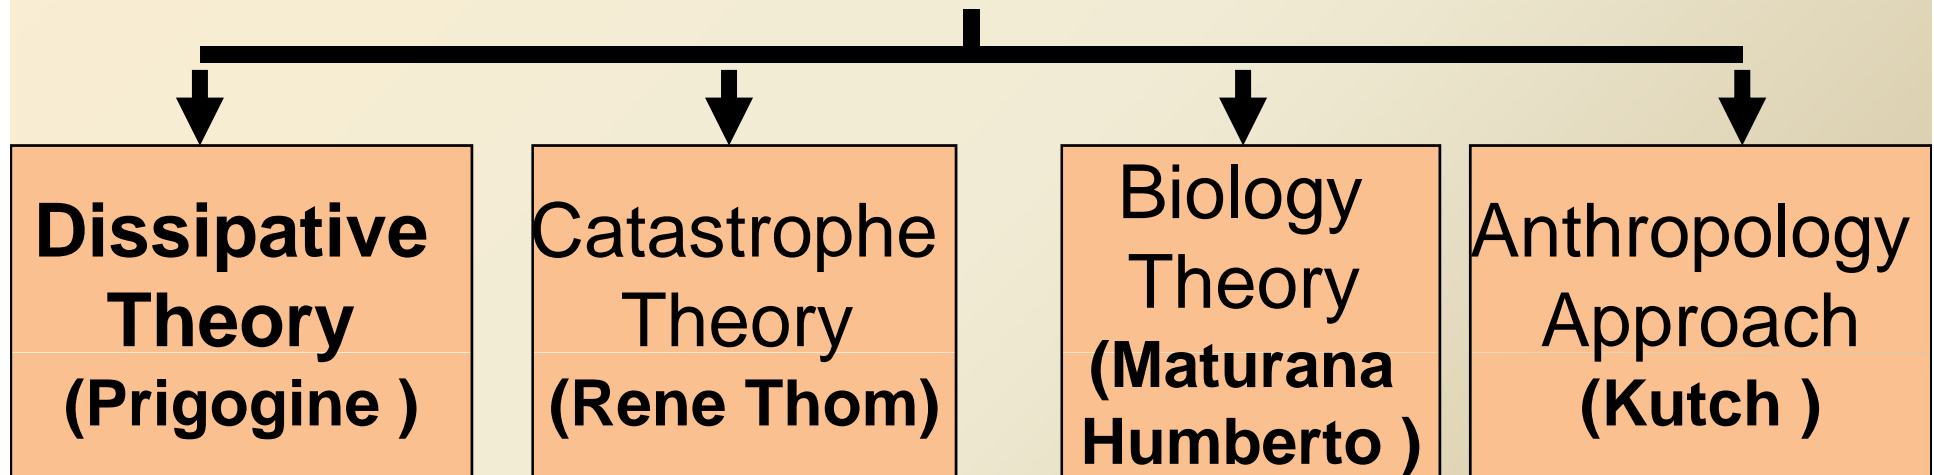 Dissipative
Theory
(Prigogine )
Catastrophe
Theory
(Rene Thom)
Biology
Theory
(Maturana
Humberto )
Anthropology
Approach
(Kutch )